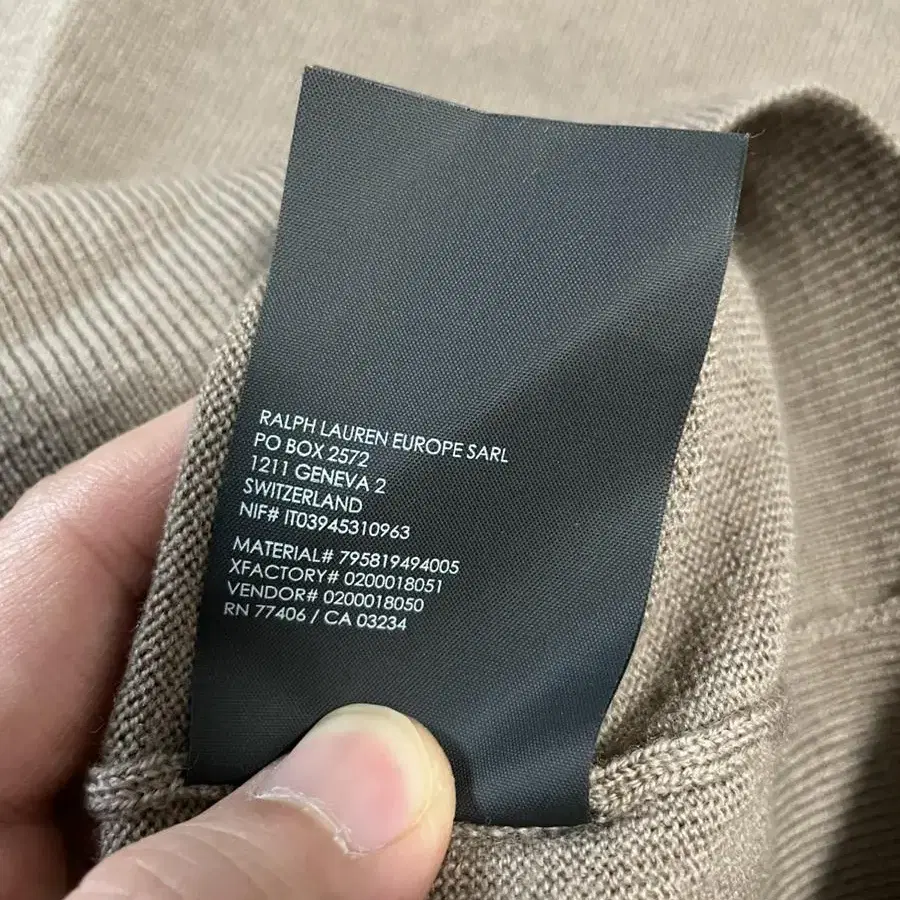 RALPH LAUREN EUROPE SARL
PO BOX 2572
1211 GENEVA 2
SWITZERLAND
NIF# IT03945310963
MATERIAL# 795819494005
XFACTORY# 0200018051
VENDOR# 0200018050
RN 77406 / CA 03234